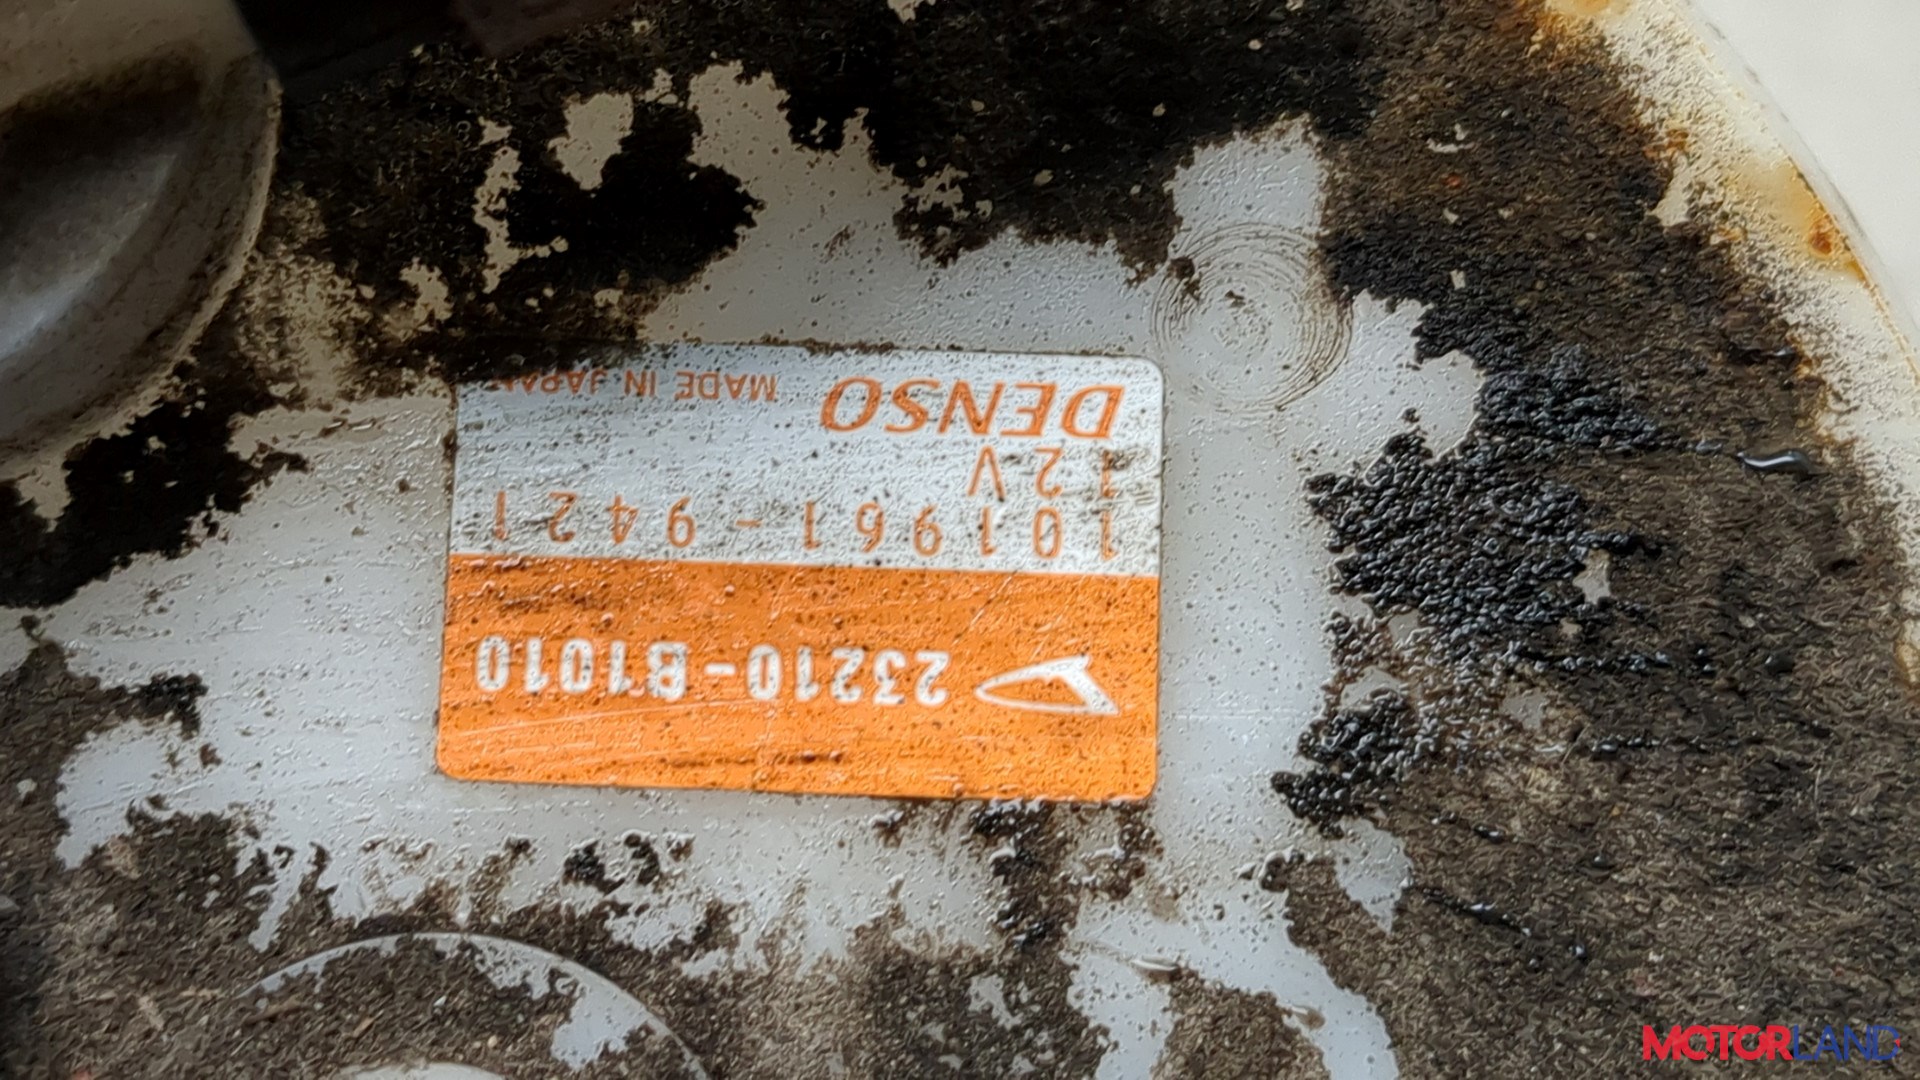 23210-B1010
101961-9421
12V
DENSO MADE IN JAPAN
MOTORLAND